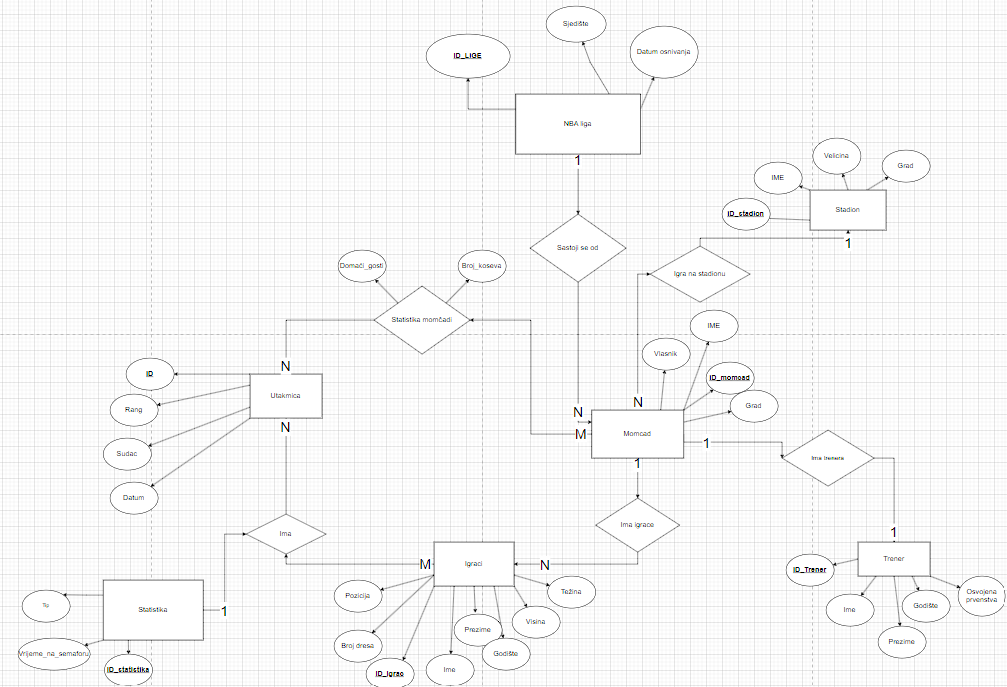 Sjedište
Datum osnivanja
ID_LIGE
NBA liga
1
Velicina
Grad
IME
ID_stadion
Stadion
1
Sastoji se od
Igra na stadionu
Domaći_gosti
Broj_koseva
Statistika momčadi
IME
Vlasnik
ID_momcad
Grad
N
ID
Utakmica
Rang
N
Sudac
Datum
N
N
M
Momcad
1
1
Ima trenera
Ima igrace
Ima
1
M
Igraci
N
Trener
ID_Trener
Ime
Prezime
Godište
Osvojena
prvenstva
Statistika
1
Tip
Vrijeme_na_semaforu
ID_statistika
Pozicija
Broj dresa
ID_Igrac
Ime
Prezime
Godište
Visina
Težina